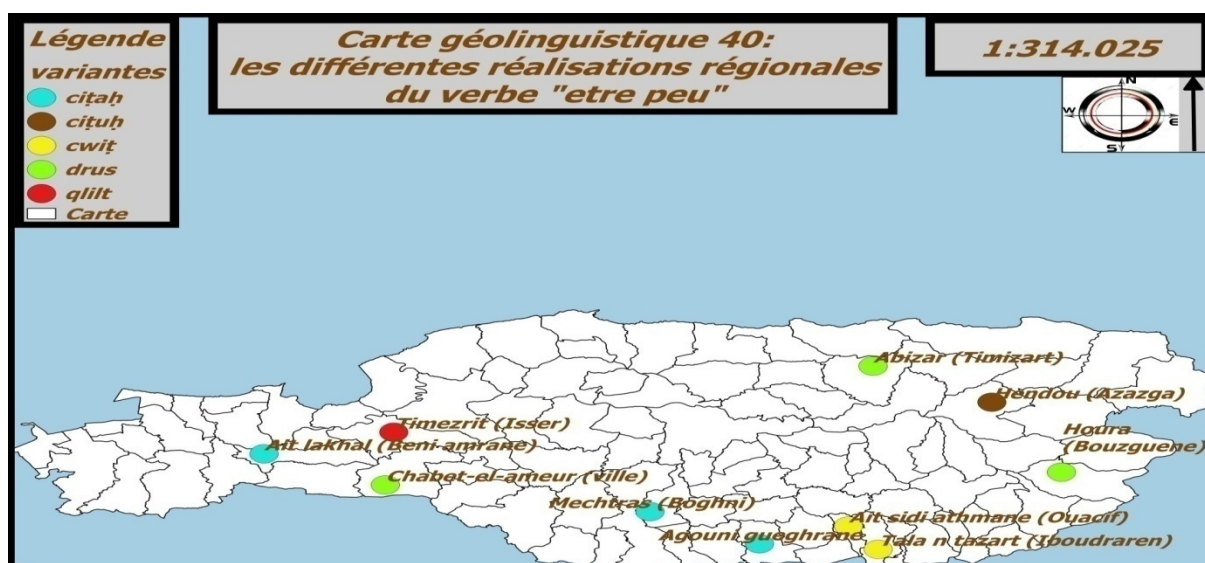 Légende
variantes
ciṭaḥ
ciṭuḥ
cwiṭ
drus
qlilt
Carte
Carte géolinguistique 40:
les différentes réalisations régionales
du verbe "etre peu"
1:314.025
N
W
E
S
Abizar (Timizart)
Hendou (Azazga)
Houra
(Bouzguene)
Timezrit (Isser)
Ait lakhal (Beni amrane)
Chabet-el-ameur (ville)
Mechtras (Boghni)
Ait sidi athmane (Ouacif)
Agouni gueghrane
Tala n tazart (Iboudraren)